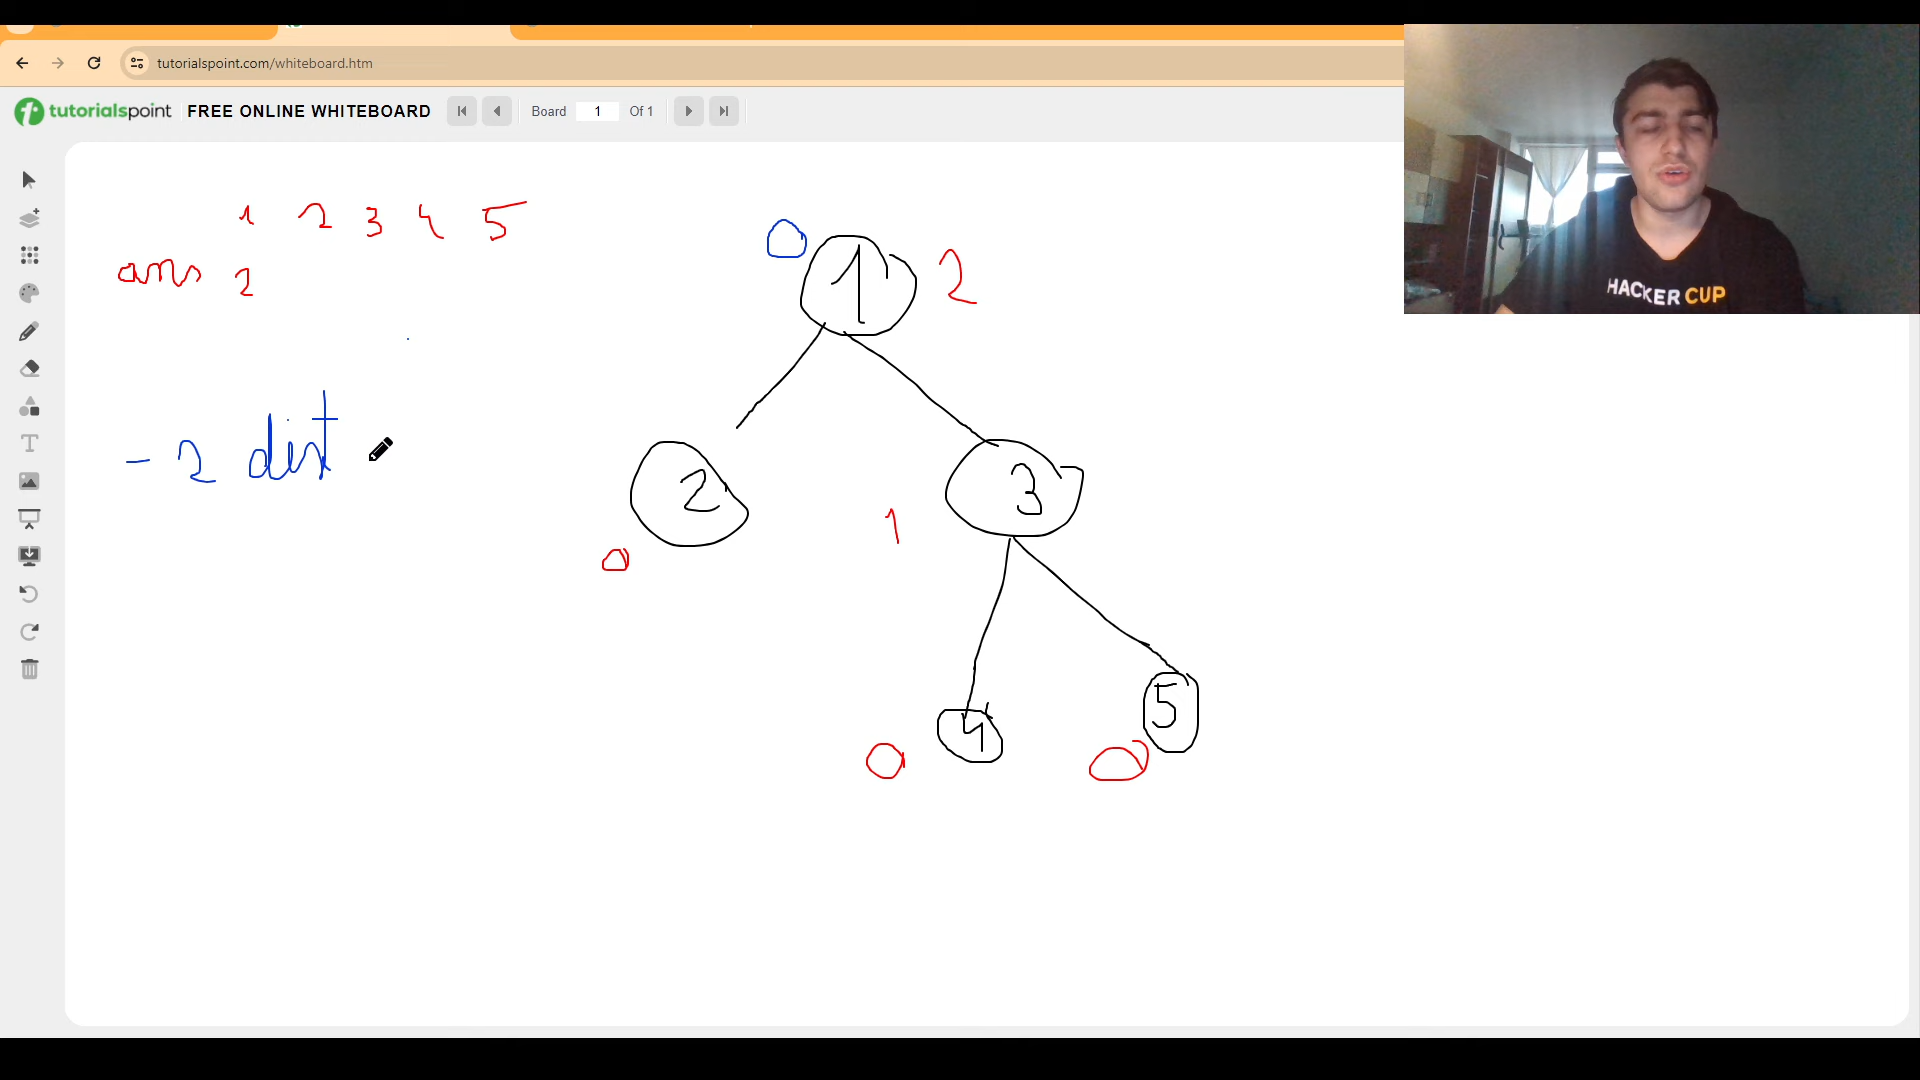 tutorialspoint.com/whiteboard.htm
tutorialspoint FREE ONLINE WHITEBOARD Board 1 Of 1
HACKER CUP
1 2 3 4 5
ans 2
0 1 2
- 2 dist
2 3
0 1
4 5
0 0